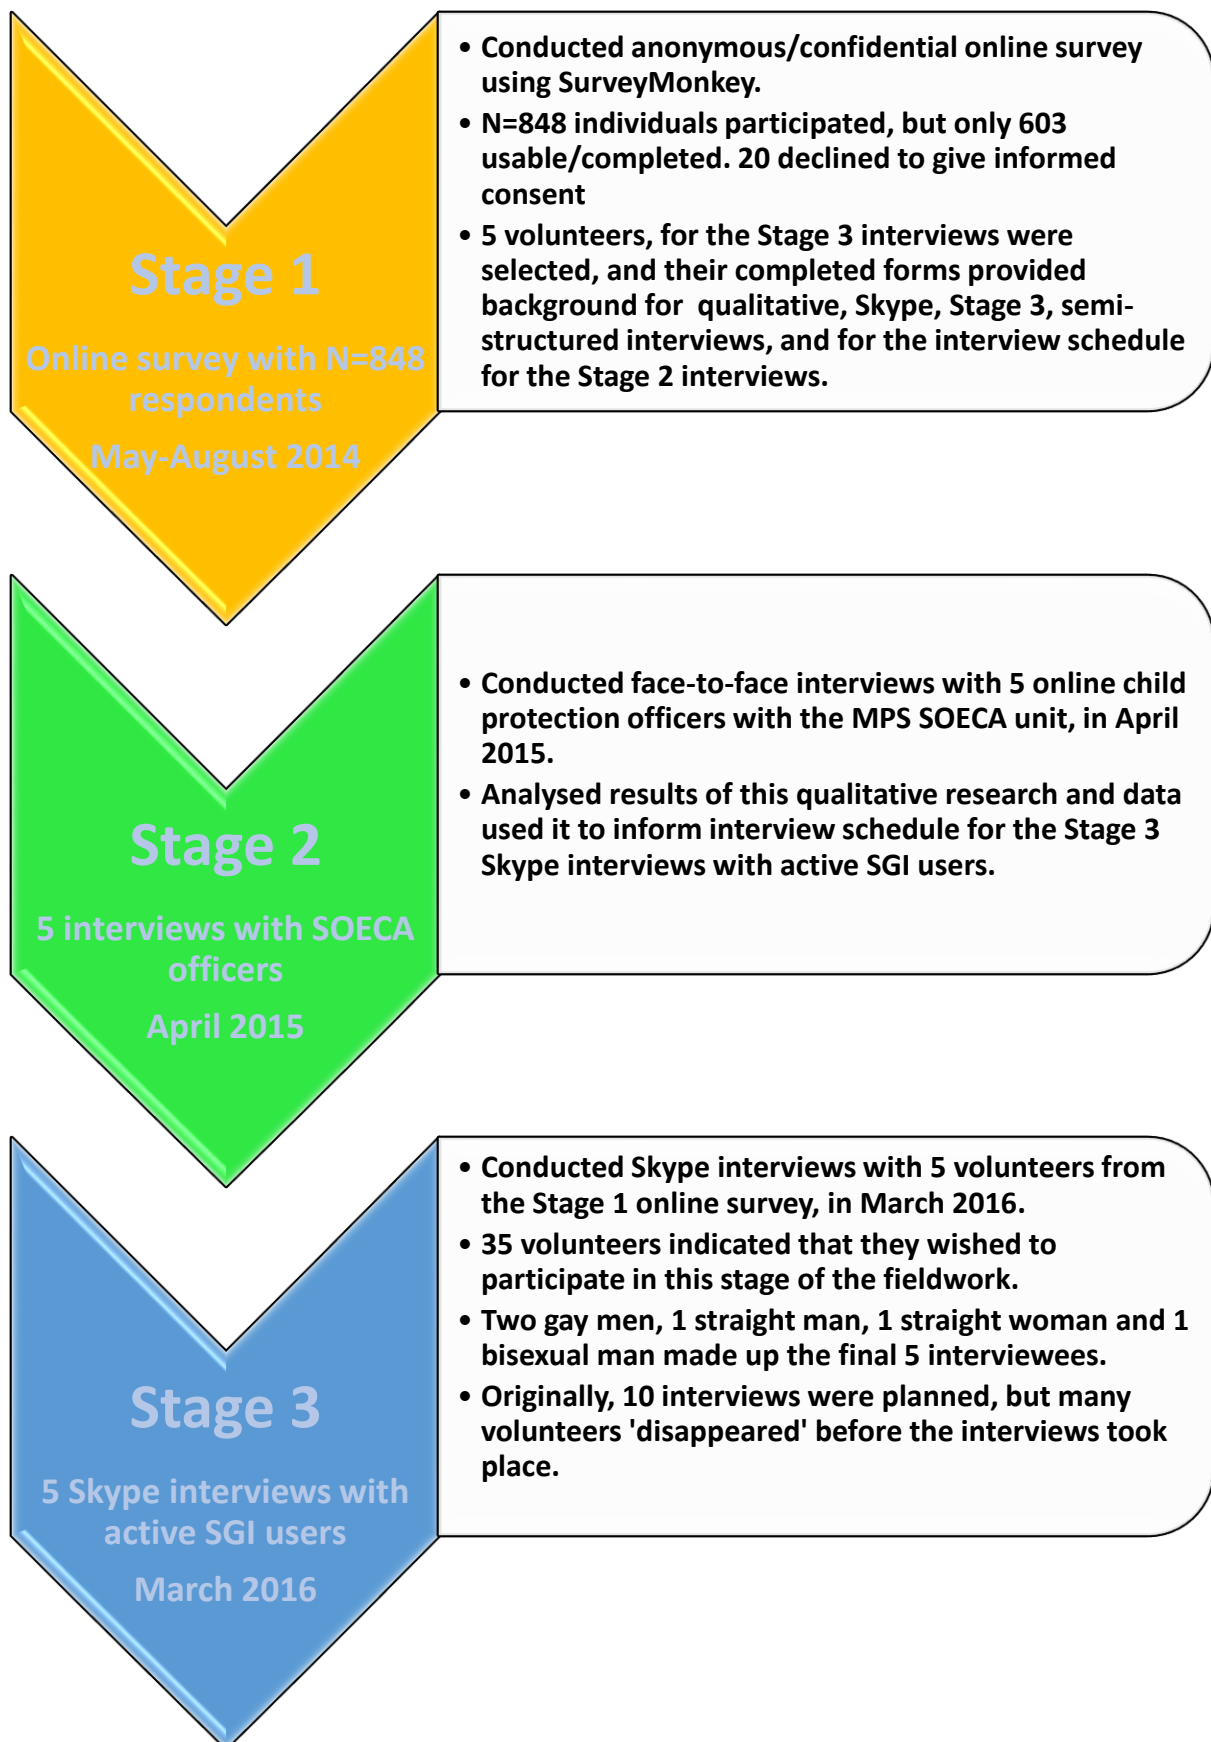 Stage 1
Online survey with N=848
respondents
May-August 2014
• Conducted anonymous/confidential online survey
using SurveyMonkey.
• N=848 individuals participated, but only 603
usable/completed. 20 declined to give informed
consent
• 5 volunteers, for the Stage 3 interviews were
selected, and their completed forms provided
background for qualitative, Skype, Stage 3, semi-
structured interviews, and for the interview schedule
for the Stage 2 interviews.
Stage 2
5 interviews with SOECA
officers
April 2015
• Conducted face-to-face interviews with 5 online child
protection officers with the MPS SOECA unit, in April
2015.
• Analysed results of this qualitative research and data
used it to inform interview schedule for the Stage 3
Skype interviews with active SGI users.
Stage 3
5 Skype interviews with
active SGI users
March 2016
• Conducted Skype interviews with 5 volunteers from
the Stage 1 online survey, in March 2016.
• 35 volunteers indicated that they wished to
participate in this stage of the fieldwork.
• Two gay men, 1 straight man, 1 straight woman and 1
bisexual man made up the final 5 interviewees.
• Originally, 10 interviews were planned, but many
volunteers 'disappeared' before the interviews took
place.